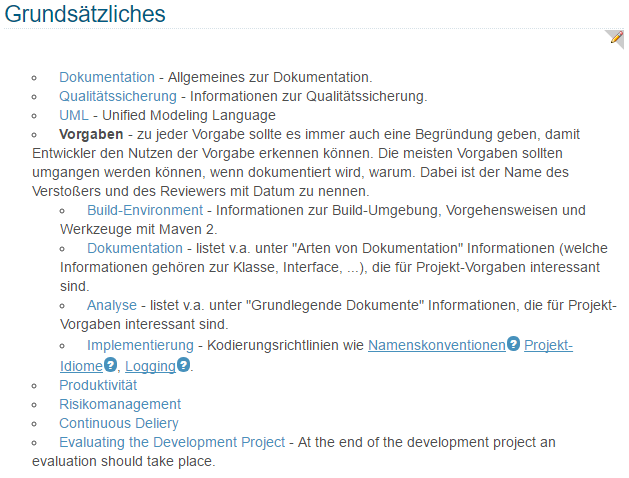 Grundsätzliches
Dokumentation - Allgemeines zur Dokumentation.
Qualitätssicherung - Informationen zur Qualitätssicherung.
UML - Unified Modeling Language
Vorgaben - zu jeder Vorgabe sollte es immer auch eine Begründung geben, damit
Entwickler den Nutzen der Vorgabe erkennen können. Die meisten Vorgaben sollten
umgangen werden können, wenn dokumentiert wird, warum. Dabei ist der Name des
Verstoßers und des Reviewers mit Datum zu nennen.
Build-Environment - Informationen zur Build-Umgebung, Vorgehensweisen und
Werkzeuge mit Maven 2.
Dokumentation - listet v.a. unter "Arten von Dokumentation" Informationen (welche
Informationen gehören zur Klasse, Interface, ...), die für Projekt-Vorgaben interessant
sind.
Analyse - listet v.a. unter "Grundlegende Dokumente" Informationen, die für Projekt-
Vorgaben interessant sind.
Implementierung - Kodierungsrichtlinien wie Namenskonventionen? Projekt-
Idiome?, Logging?.
Produktivität
Risikomanagement
Continuous Deliery
Evaluating the Development Project - At the end of the development project an
evaluation should take place.